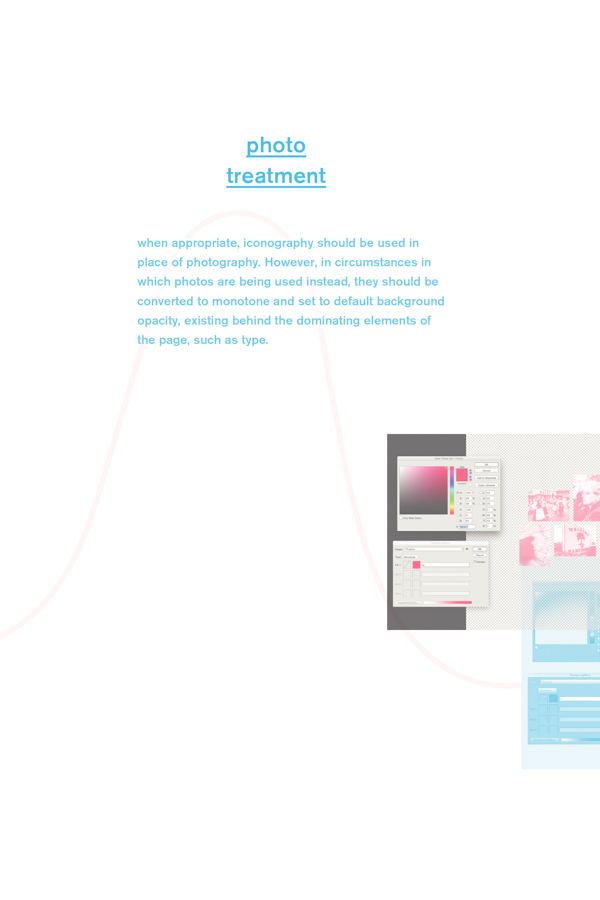 photo
treatment
when appropriate, iconography should be used in
place of photography. However, in circumstances in
which photos are being used instead, they should be
converted to monotone and set to default background
opacity, existing behind the dominating elements of
the page, such as type.